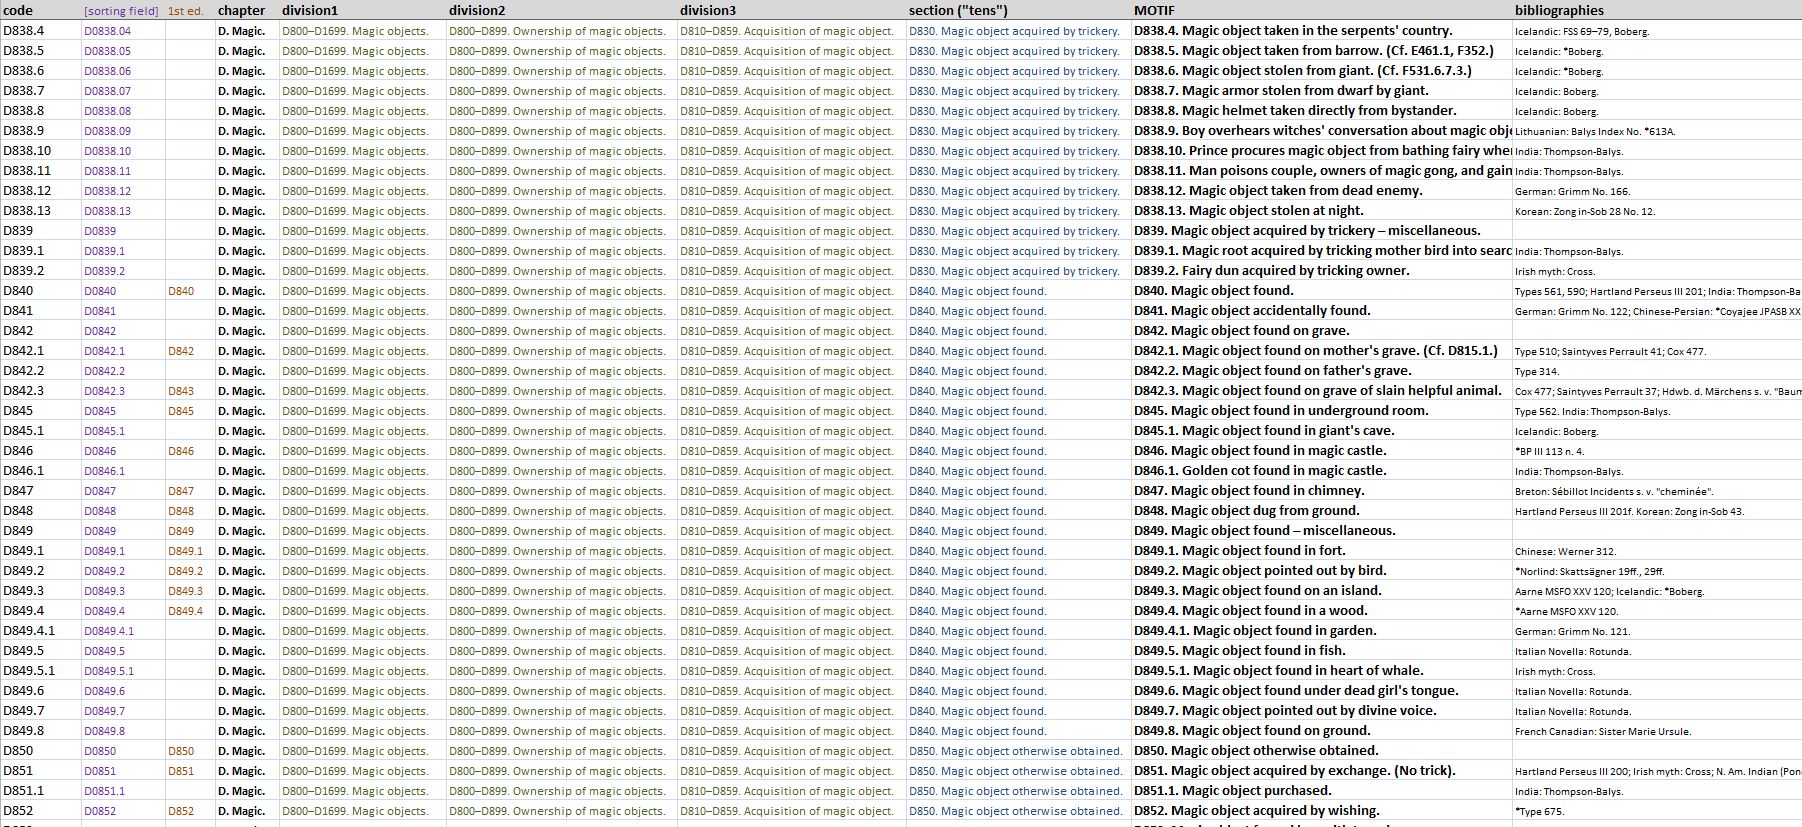 code [sorting field] 1st ed. chapter division1 division2 division3 section ("tens") MOTIF bibliographies
D838.4 D0838.04 D. Magic. D800–D1699. Magic objects. D800–D899. Ownership of magic objects. D810–D859. Acquisition of magic objects. D830. Magic object acquired by trickery. D838.4. Magic object taken in the serpents' country. Icelandic: FSS 69–79, Boberg.
D838.5 D0838.05 D. Magic. D800–D1699. Magic objects. D800–D899. Ownership of magic objects. D810–D859. Acquisition of magic objects. D830. Magic object acquired by trickery. D838.5. Magic object taken from barrow. (Cf. E461.1, F352.) Icelandic: *Boberg.
D838.6 D0838.06 D. Magic. D800–D1699. Magic objects. D800–D899. Ownership of magic objects. D810–D859. Acquisition of magic objects. D830. Magic object acquired by trickery. D838.6. Magic object stolen from giant. (Cf. F531.6.7.3.) Icelandic: *Boberg.
D838.7 D0838.07 D. Magic. D800–D1699. Magic objects. D800–D899. Ownership of magic objects. D810–D859. Acquisition of magic objects. D830. Magic object acquired by trickery. D838.7. Magic armor stolen from dwarf by giant. Icelandic: Boberg.
D838.8 D0838.08 D. Magic. D800–D1699. Magic objects. D800–D899. Ownership of magic objects. D810–D859. Acquisition of magic objects. D830. Magic object acquired by trickery. D838.8. Magic helmet taken directly from bystander. Icelandic: Boberg.
D838.9 D0838.09 D. Magic. D800–D1699. Magic objects. D800–D899. Ownership of magic objects. D810–D859. Acquisition of magic objects. D830. Magic object acquired by trickery. D838.9. Boy overhears witches' conversation about magic obje Lithuanian: Balys Index No. *613A.
D838.10 D0838.10 D. Magic. D800–D1699. Magic objects. D800–D899. Ownership of magic objects. D810–D859. Acquisition of magic objects. D830. Magic object acquired by trickery. D838.10. Prince procures magic object from bathing fairy whe India: Thompson-Balys.
D838.11 D0838.11 D. Magic. D800–D1699. Magic objects. D800–D899. Ownership of magic objects. D810–D859. Acquisition of magic objects. D830. Magic object acquired by trickery. D838.11. Man poisons couple, owners of magic gong, and gain India: Thompson-Balys.
D838.12 D0838.12 D. Magic. D800–D1699. Magic objects. D800–D899. Ownership of magic objects. D810–D859. Acquisition of magic objects. D830. Magic object acquired by trickery. D838.12. Magic object taken from dead enemy. German: Grimm No. 166.
D838.13 D0838.13 D. Magic. D800–D1699. Magic objects. D800–D899. Ownership of magic objects. D810–D859. Acquisition of magic objects. D830. Magic object acquired by trickery. D838.13. Magic object stolen at night. Korean: Zong in-Sob 28 No. 12.
D839 D0839 D. Magic. D800–D1699. Magic objects. D800–D899. Ownership of magic objects. D810–D859. Acquisition of magic objects. D830. Magic object acquired by trickery. D839. Magic object acquired by trickery – miscellaneous.
D839.1 D0839.1 D. Magic. D800–D1699. Magic objects. D800–D899. Ownership of magic objects. D810–D859. Acquisition of magic objects. D830. Magic object acquired by trickery. D839.1. Magic root acquired by tricking mother bird into searc India: Thompson-Balys.
D839.2 D0839.2 D. Magic. D800–D1699. Magic objects. D800–D899. Ownership of magic objects. D810–D859. Acquisition of magic objects. D830. Magic object acquired by trickery. D839.2. Fairy dun acquired by tricking owner. Irish myth: Cross.
D840 D0840 D840 D. Magic. D800–D1699. Magic objects. D800–D899. Ownership of magic objects. D810–D859. Acquisition of magic objects. D840. Magic object found. D840. Magic object found. Types 561, 590; Hartland Perseus III 201; India: Thompson-Ba
D841 D0841 D. Magic. D800–D1699. Magic objects. D800–D899. Ownership of magic objects. D810–D859. Acquisition of magic objects. D840. Magic object found. D841. Magic object accidentally found. German: Grimm No. 122; Chinese-Persian: *Coyajee JPASB XX
D842 D0842 D. Magic. D800–D1699. Magic objects. D800–D899. Ownership of magic objects. D810–D859. Acquisition of magic objects. D840. Magic object found. D842. Magic object found on grave.
D842.1 D0842.1 D842 D. Magic. D800–D1699. Magic objects. D800–D899. Ownership of magic objects. D810–D859. Acquisition of magic objects. D840. Magic object found. D842.1. Magic object found on mother's grave. (Cf. D815.1.) Type 510; Saintyves Perrault 41; Cox 477.
D842.2 D0842.2 D. Magic. D800–D1699. Magic objects. D800–D899. Ownership of magic objects. D810–D859. Acquisition of magic objects. D840. Magic object found. D842.2. Magic object found on father's grave. Type 314.
D842.3 D0842.3 D843 D. Magic. D800–D1699. Magic objects. D800–D899. Ownership of magic objects. D810–D859. Acquisition of magic objects. D840. Magic object found. D842.3. Magic object found on grave of slain helpful animal. Cox 477; Saintyves Perrault 37; Hdwb. d. Märchens s. v. "Baum
D845 D0845 D845 D. Magic. D800–D1699. Magic objects. D800–D899. Ownership of magic objects. D810–D859. Acquisition of magic objects. D840. Magic object found. D845. Magic object found in underground room. Type 562. India: Thompson-Balys.
D845.1 D0845.1 D. Magic. D800–D1699. Magic objects. D800–D899. Ownership of magic objects. D810–D859. Acquisition of magic objects. D840. Magic object found. D845.1. Magic object found in giant's cave. Icelandic: Boberg.
D846 D0846 D846 D. Magic. D800–D1699. Magic objects. D800–D899. Ownership of magic objects. D810–D859. Acquisition of magic objects. D840. Magic object found. D846. Magic object found in magic castle. *BP III 113 n. 4.
D846.1 D0846.1 D. Magic. D800–D1699. Magic objects. D800–D899. Ownership of magic objects. D810–D859. Acquisition of magic objects. D840. Magic object found. D846.1. Golden cot found in magic castle. India: Thompson-Balys.
D847 D0847 D847 D. Magic. D800–D1699. Magic objects. D800–D899. Ownership of magic objects. D810–D859. Acquisition of magic objects. D840. Magic object found. D847. Magic object found in chimney. Breton: Sébillot Incidents s. v. "cheminée".
D848 D0848 D848 D. Magic. D800–D1699. Magic objects. D800–D899. Ownership of magic objects. D810–D859. Acquisition of magic objects. D840. Magic object found. D848. Magic object dug from ground. Hartland Perseus III 201f. Korean: Zong in-Sob 43.
D849 D0849 D849 D. Magic. D800–D1699. Magic objects. D800–D899. Ownership of magic objects. D810–D859. Acquisition of magic objects. D840. Magic object found. D849. Magic object found – miscellaneous.
D849.1 D0849.1 D849.1 D. Magic. D800–D1699. Magic objects. D800–D899. Ownership of magic objects. D810–D859. Acquisition of magic objects. D840. Magic object found. D849.1. Magic object found in fort. Chinese: Werner 312.
D849.2 D0849.2 D849.2 D. Magic. D800–D1699. Magic objects. D800–D899. Ownership of magic objects. D810–D859. Acquisition of magic objects. D840. Magic object found. D849.2. Magic object pointed out by bird. *Norlind: Skattsägner 19ff., 29ff.
D849.3 D0849.3 D849.3 D. Magic. D800–D1699. Magic objects. D800–D899. Ownership of magic objects. D810–D859. Acquisition of magic objects. D840. Magic object found. D849.3. Magic object found on an island. Aarne MSFO XXV 120; Icelandic: *Boberg.
D849.4 D0849.4 D849.4 D. Magic. D800–D1699. Magic objects. D800–D899. Ownership of magic objects. D810–D859. Acquisition of magic objects. D840. Magic object found. D849.4. Magic object found in a wood. *Aarne MSFO XXV 120.
D849.4.1 D0849.4.1 D. Magic. D800–D1699. Magic objects. D800–D899. Ownership of magic objects. D810–D859. Acquisition of magic objects. D840. Magic object found. D849.4.1. Magic object found in garden. German: Grimm No. 121.
D849.5 D0849.5 D. Magic. D800–D1699. Magic objects. D800–D899. Ownership of magic objects. D810–D859. Acquisition of magic objects. D840. Magic object found. D849.5. Magic object found in fish. Italian Novella: Rotunda.
D849.5.1 D0849.5.1 D. Magic. D800–D1699. Magic objects. D800–D899. Ownership of magic objects. D810–D859. Acquisition of magic objects. D840. Magic object found. D849.5.1. Magic object found in heart of whale. Irish myth: Cross.
D849.6 D0849.6 D. Magic. D800–D1699. Magic objects. D800–D899. Ownership of magic objects. D810–D859. Acquisition of magic objects. D840. Magic object found. D849.6. Magic object found under dead girl's tongue. Italian Novella: Rotunda.
D849.7 D0849.7 D. Magic. D800–D1699. Magic objects. D800–D899. Ownership of magic objects. D810–D859. Acquisition of magic objects. D840. Magic object found. D849.7. Magic object pointed out by divine voice. Italian Novella: Rotunda.
D849.8 D0849.8 D. Magic. D800–D1699. Magic objects. D800–D899. Ownership of magic objects. D810–D859. Acquisition of magic objects. D840. Magic object found. D849.8. Magic object found on ground. French Canadian: Sister Marie Ursule.
D850 D0850 D850 D. Magic. D800–D1699. Magic objects. D800–D899. Ownership of magic objects. D810–D859. Acquisition of magic objects. D850. Magic object otherwise obtained. D850. Magic object otherwise obtained.
D851 D0851 D851 D. Magic. D800–D1699. Magic objects. D800–D899. Ownership of magic objects. D810–D859. Acquisition of magic objects. D850. Magic object otherwise obtained. D851. Magic object acquired by exchange. (No trick). Hartland Perseus III 200; Irish myth: Cross; N. Am. Indian (Pon
D851.1 D0851.1 D. Magic. D800–D1699. Magic objects. D800–D899. Ownership of magic objects. D810–D859. Acquisition of magic objects. D850. Magic object otherwise obtained. D851.1. Magic object purchased. India: Thompson-Balys.
D852 D0852 D852 D. Magic. D800–D1699. Magic objects. D800–D899. Ownership of magic objects. D810–D859. Acquisition of magic objects. D850. Magic object otherwise obtained. D852. Magic object acquired by wishing. *Type 675.